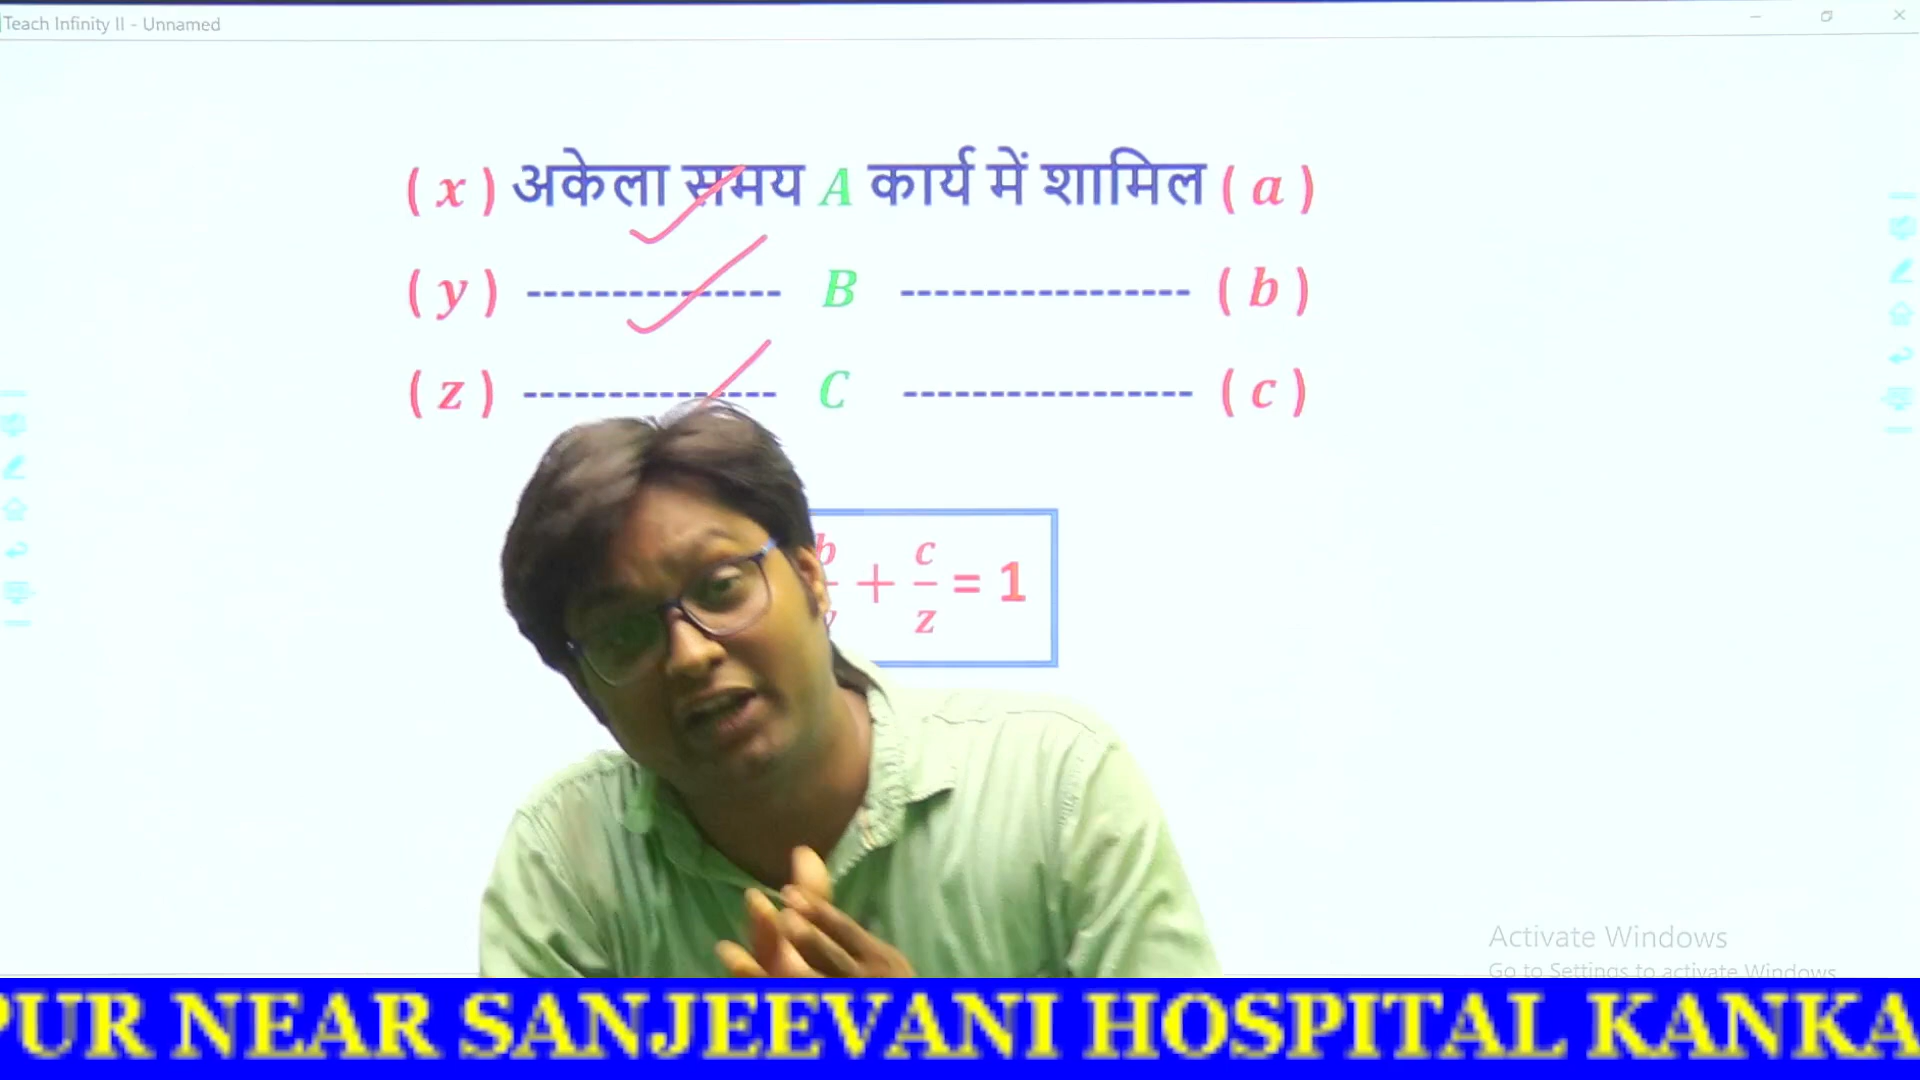 Teach Infinity II - Unnamed
( x ) अकेला समय A कार्य में शामिल ( a )
( y ) --------------- B ----------------- ( b )
( z ) --------------- C ----------------- ( c )
b/y + c/z = 1
Activate Windows
Go to Settings to activate Windows
PUR NEAR SANJEEVANI HOSPITAL KANKA